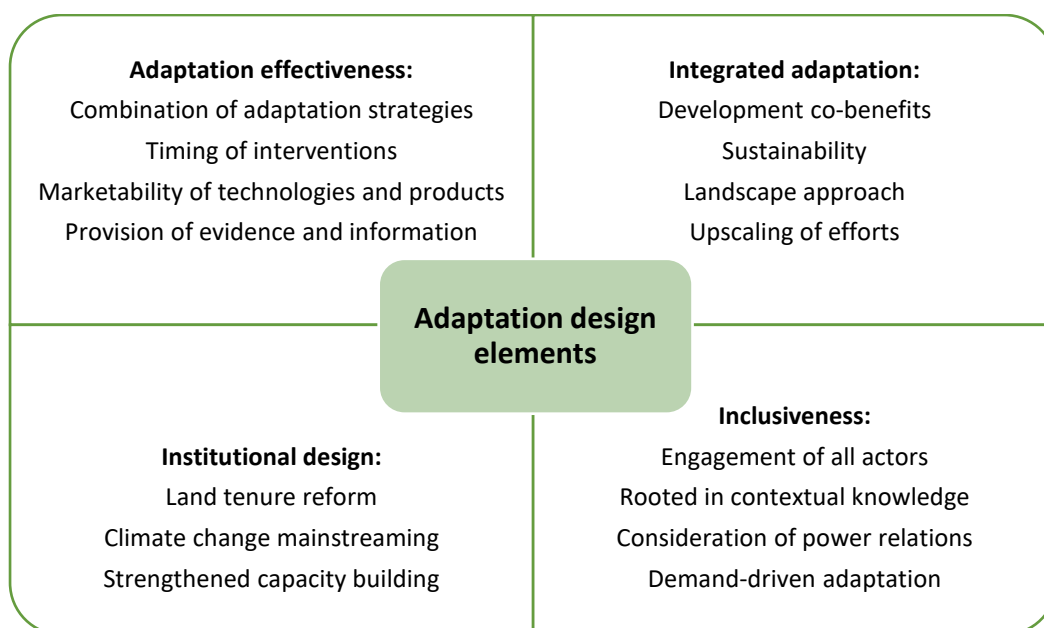 Adaptation effectiveness:
Combination of adaptation strategies
Timing of interventions
Marketability of technologies and products
Provision of evidence and information
Integrated adaptation:
Development co-benefits
Sustainability
Landscape approach
Upscaling of efforts
Adaptation design
elements
Institutional design:
Land tenure reform
Climate change mainstreaming
Strengthened capacity building
Inclusiveness:
Engagement of all actors
Rooted in contextual knowledge
Consideration of power relations
Demand-driven adaptation